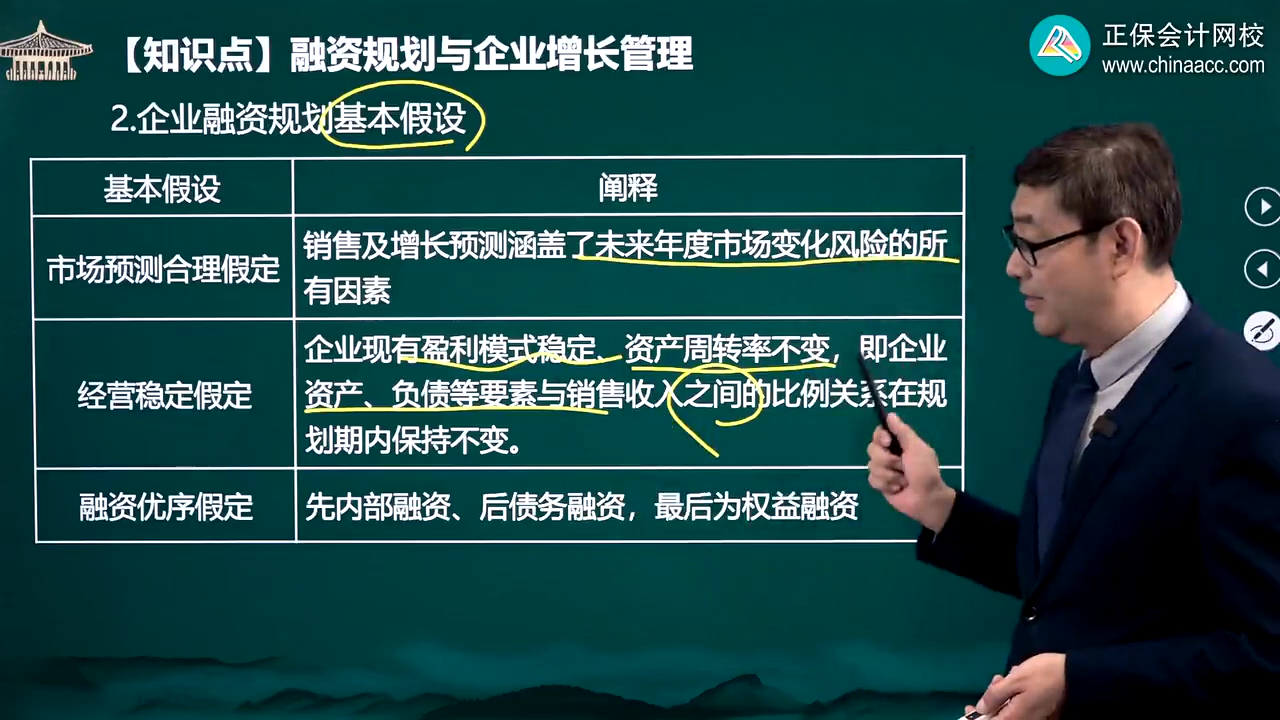 【知识点】融资规划与企业增长管理
正保会计网校
www.chinaacc.com
2.企业融资规划基本假设
基本假设
阐释
市场预测合理假定
销售及增长预测涵盖了未来年度市场变化风险的所
有因素
经营稳定假定
企业现有盈利模式稳定、资产周转率不变，即企业
资产、负债等要素与销售收入之间的比例关系在规
划期内保持不变。
融资优序假定
先内部融资、后债务融资，最后为权益融资